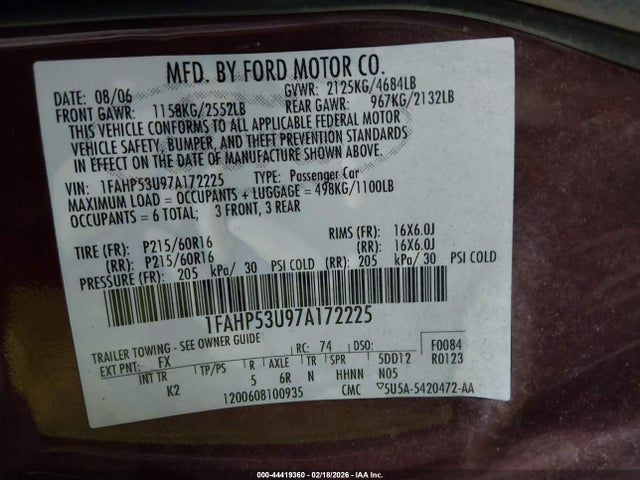 MFD. BY FORD MOTOR CO.
DATE: 08/06 GVWR: 2125KG/4684LB
FRONT GAWR: 1158KG/2552LB REAR GAWR: 967KG/2132LB
THIS VEHICLE CONFORMS TO ALL APPLICABLE FEDERAL MOTOR
VEHICLE SAFETY, BUMPER, AND THEFT PREVENTION STANDARDS
IN EFFECT ON THE DATE OF MANUFACTURE SHOWN ABOVE.
VIN: 1FAHP53U97A172225 TYPE: Passenger Car
MAXIMUM LOAD = OCCUPANTS + LUGGAGE = 498KG/1100LB
OCCUPANTS = 6 TOTAL; 3 FRONT, 3 REAR
TIRE (FR): P215/60R16 RIMS (FR): 16X6.0J
(RR): P215/60R16 (RR): 16X6.0J
PRESSURE (FR): 205 kPa/ 30 PSI COLD (RR): 205 kPa/ 30 PSI COLD
1FAHP53U97A172225
TRAILER TOWING - SEE OWNER GUIDE
EXT PNT: FX RC: 74 DSO: F0084
INT TR TP/PS R AXLE TR SPR 5DD12 R0123
K2 5 6R N HHNN N05
1200608100935 CMC ▽5U5A-5420472-AA
000-44419360 - 02/18/2026 - IAA Inc.